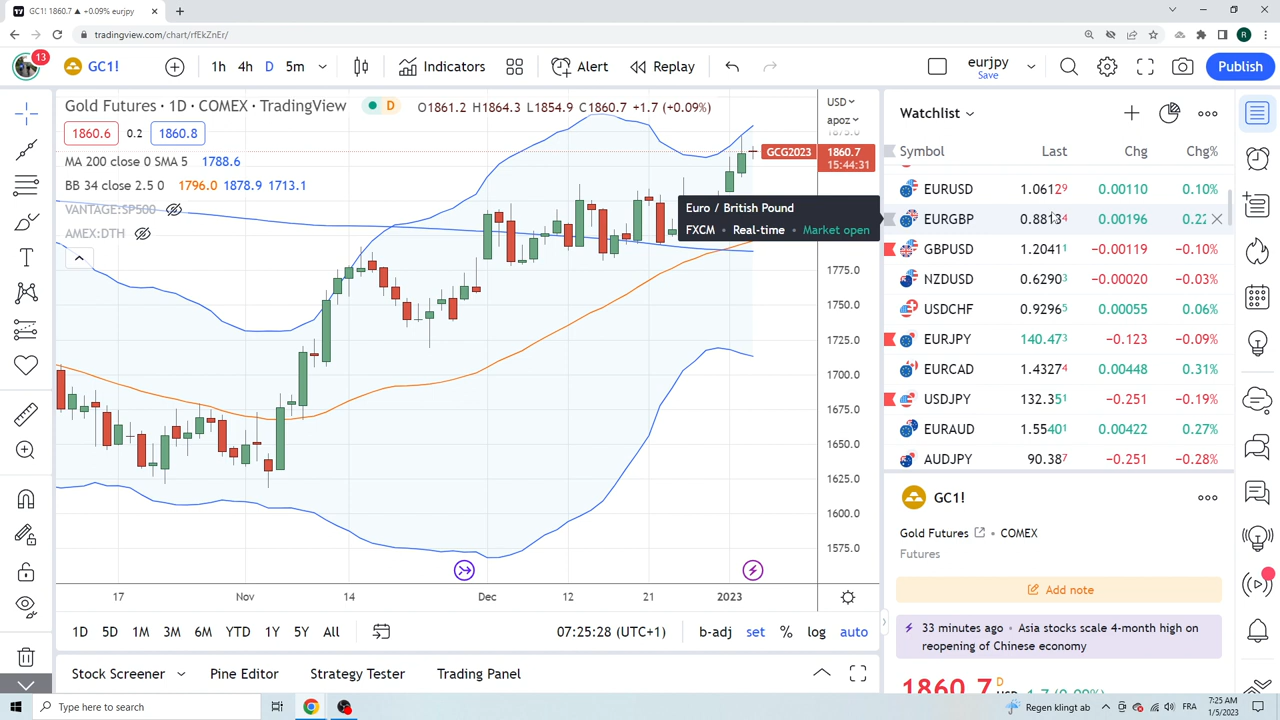 GC1! 1860.7 ▲ +0.09% eurjpy
tradingview.com/chart/rfEkZnEr/
R
13
GC1!
1h 4h D 5m
Indicators
Alert
Replay
eurjpy
Save
Publish
Gold Futures · 1D · COMEX · TradingView
D
O1861.2 H1864.3 L1854.9 C1860.7 +1.7 (+0.09%)
1860.6 0.2 1860.8
MA 200 close 0 SMA 5 1788.6
BB 34 close 2.5 0 1796.0 1878.9 1713.1
VANTAGE:SP500
AMEX:DTH
USD
apoz
1875.0
GCG2023 1860.7
15:44:31
1775.0
1750.0
1725.0
1700.0
1675.0
1650.0
1625.0
1600.0
1575.0
Euro / British Pound
FXCM • Real-time • Market open
17 Nov 14 Dec 12 21 2023
1D 5D 1M 3M 6M YTD 1Y 5Y All
07:25:28 (UTC+1)
b-adj set % log auto
Stock Screener
Pine Editor
Strategy Tester
Trading Panel
Watchlist
Symbol Last Chg Chg%
EURUSD 1.06129 0.00110 0.10%
EURGBP 0.88134 0.00196 0.22
GBPUSD 1.20411 −0.00119 −0.10%
NZDUSD 0.62903 −0.00020 −0.03%
USDCHF 0.92965 0.00055 0.06%
EURJPY 140.473 −0.123 −0.09%
EURCAD 1.43274 0.00448 0.31%
USDJPY 132.351 −0.251 −0.19%
EURAUD 1.55401 0.00422 0.27%
AUDJPY 90.387 −0.251 −0.28%
GC1!
Gold Futures • COMEX
Futures
Add note
33 minutes ago • Asia stocks scale 4-month high on
reopening of Chinese economy
1860.7 D
Type here to search
Regen klingt ab
FRA
7:25 AM
1/5/2023